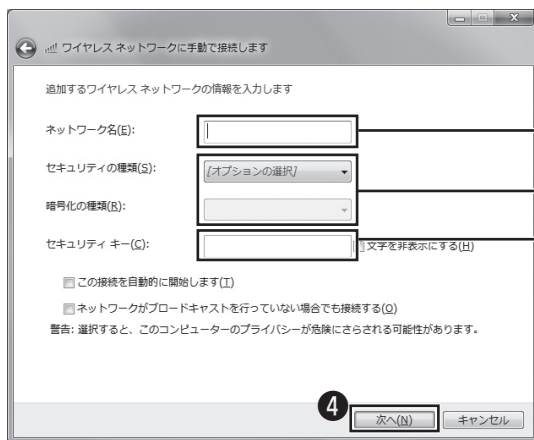 ワイヤレス ネットワークに手動で接続します
追加するワイヤレス ネットワークの情報を入力します
ネットワーク名(E):
セキュリティの種類(S): [オプションの選択]
暗号化の種類(R):
セキュリティ キー(C): 文字を非表示にする(H)
この接続を自動的に開始します(T)
ネットワークがブロードキャストを行っていない場合でも接続する(O)
警告: 選択すると、このコンピューターのプライバシーが危険にさらされる可能性があります。
4 次へ(N) キャンセル